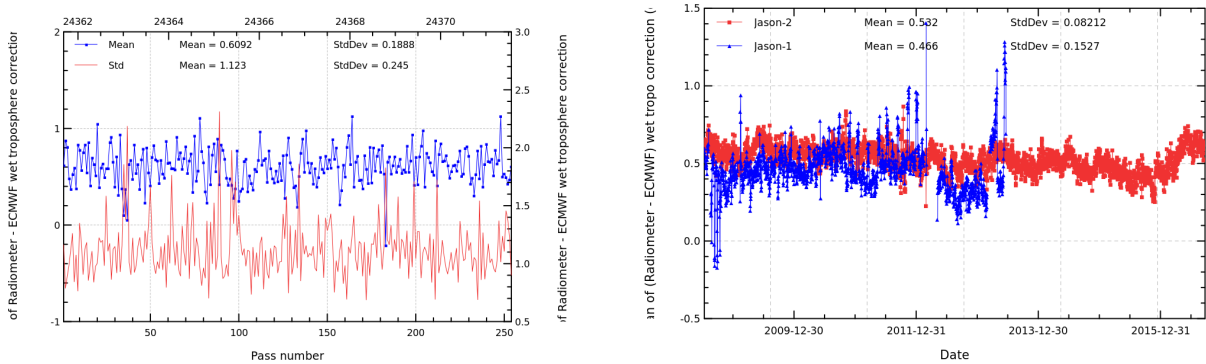 24362 24364 24366 24368 24370
2
1
0
-1
3.0
2.5
2.0
1.5
1.0
0.5
Mean Mean = 0.6092 StdDev = 0.1888
Std Mean = 1.123 StdDev = 0.245
50 100 150 200 250
Pass number
of Radiometer - ECMWF wet troposphere correction
of Radiometer - ECMWF wet troposphere correction
1.5
1.0
0.5
0.0
-0.5
Jason-2 Mean = 0.532 StdDev = 0.08212
Jason-1 Mean = 0.466 StdDev = 0.1527
2009-12-30 2011-12-31 2013-12-30 2015-12-31
Date
an of (Radiometer - ECMWF) wet tropo correction (